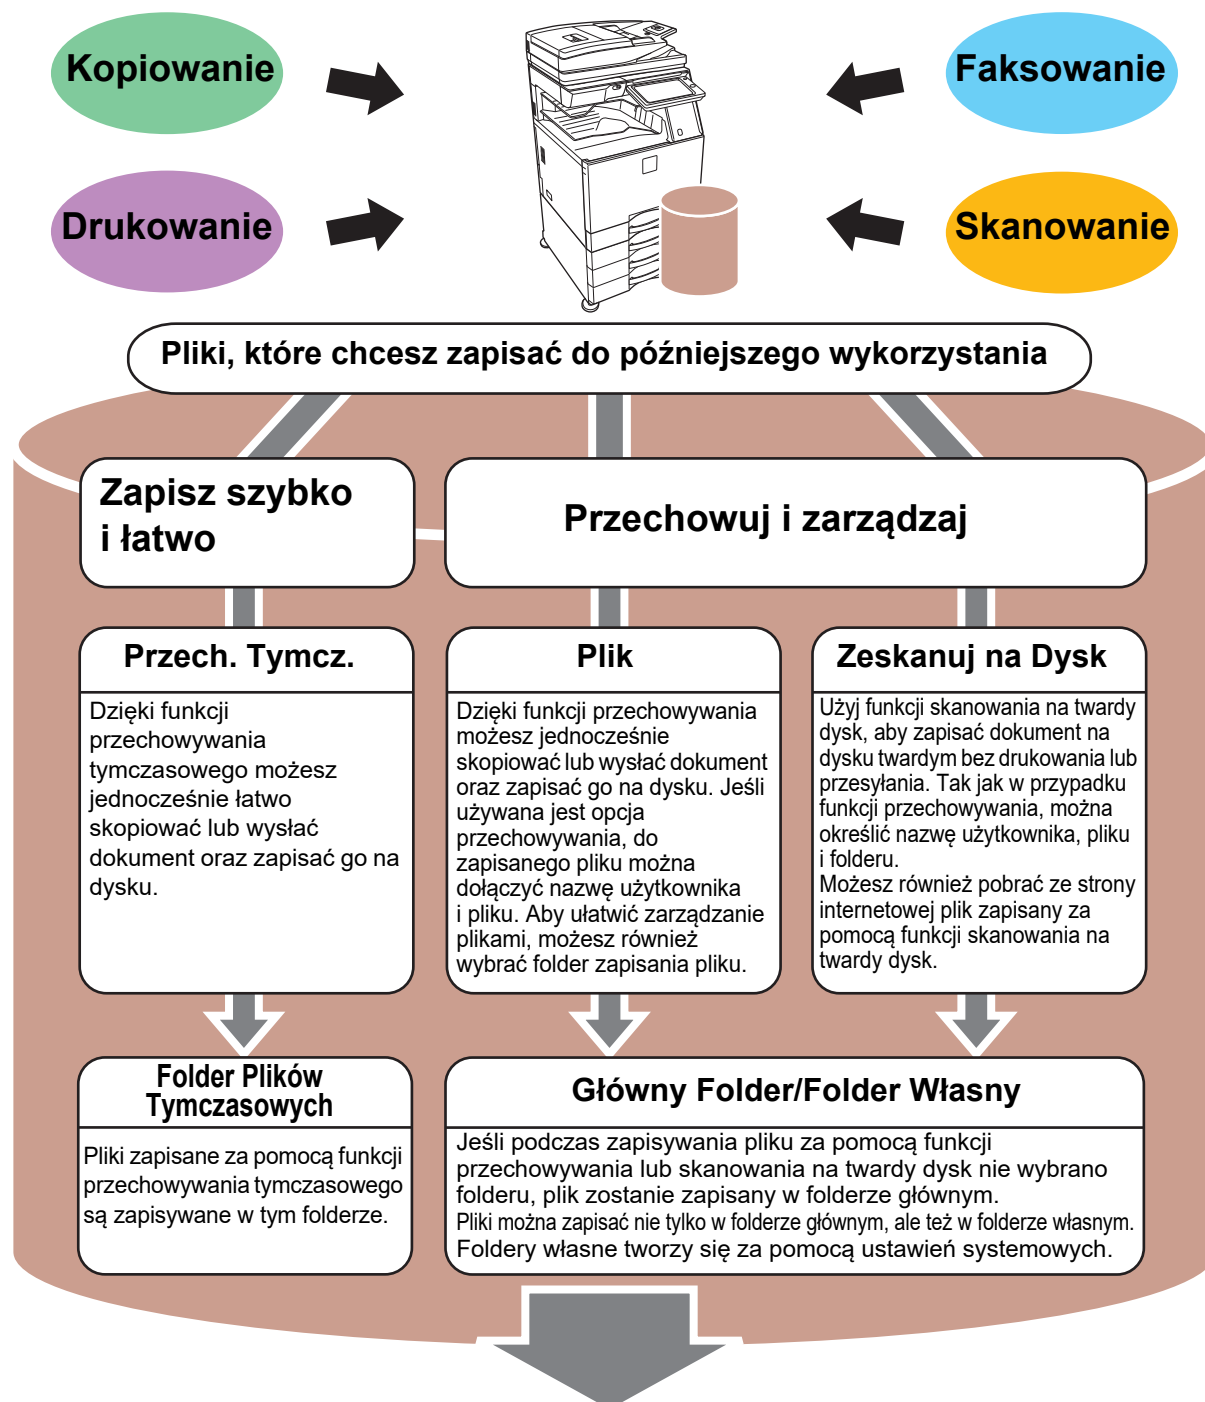 Kopiowanie
Faksowanie
Drukowanie
Skanowanie
Pliki, które chcesz zapisać do późniejszego wykorzystania
Zapisz szybko
i łatwo
Przechowuj i zarządzaj
Przech. Tymcz.
Dzięki funkcji
przechowywania
tymczasowego możesz
jednocześnie łatwo
skopiować lub wysłać
dokument oraz zapisać go na
dysku.
Plik
Dzięki funkcji przechowywania
możesz jednocześnie
skopiować lub wysłać dokument
oraz zapisać go na dysku. Jeśli
używana jest opcja
przechowywania, do
zapisanego pliku można
dołączyć nazwę użytkownika
i pliku. Aby ułatwić zarządzanie
plikami, możesz również
wybrać folder zapisania pliku.
Zeskanuj na Dysk
Użyj funkcji skanowania na twardy
dysk, aby zapisać dokument na
dysku twardym bez drukowania lub
przesyłania. Tak jak w przypadku
funkcji przechowywania, można
określić nazwę użytkownika, pliku
i folderu.
Możesz również pobrać ze strony
internetowej plik zapisany za
pomocą funkcji skanowania na
twardy dysk.
Folder Plików
Tymczasowych
Pliki zapisane za pomocą funkcji
przechowywania tymczasowego
są zapisywane w tym folderze.
Główny Folder/Folder Własny
Jeśli podczas zapisywania pliku za pomocą funkcji
przechowywania lub skanowania na twardy dysk nie wybrano
folderu, plik zostanie zapisany w folderze głównym.
Pliki można zapisać nie tylko w folderze głównym, ale też w folderze własnym.
Foldery własne tworzy się za pomocą ustawień systemowych.